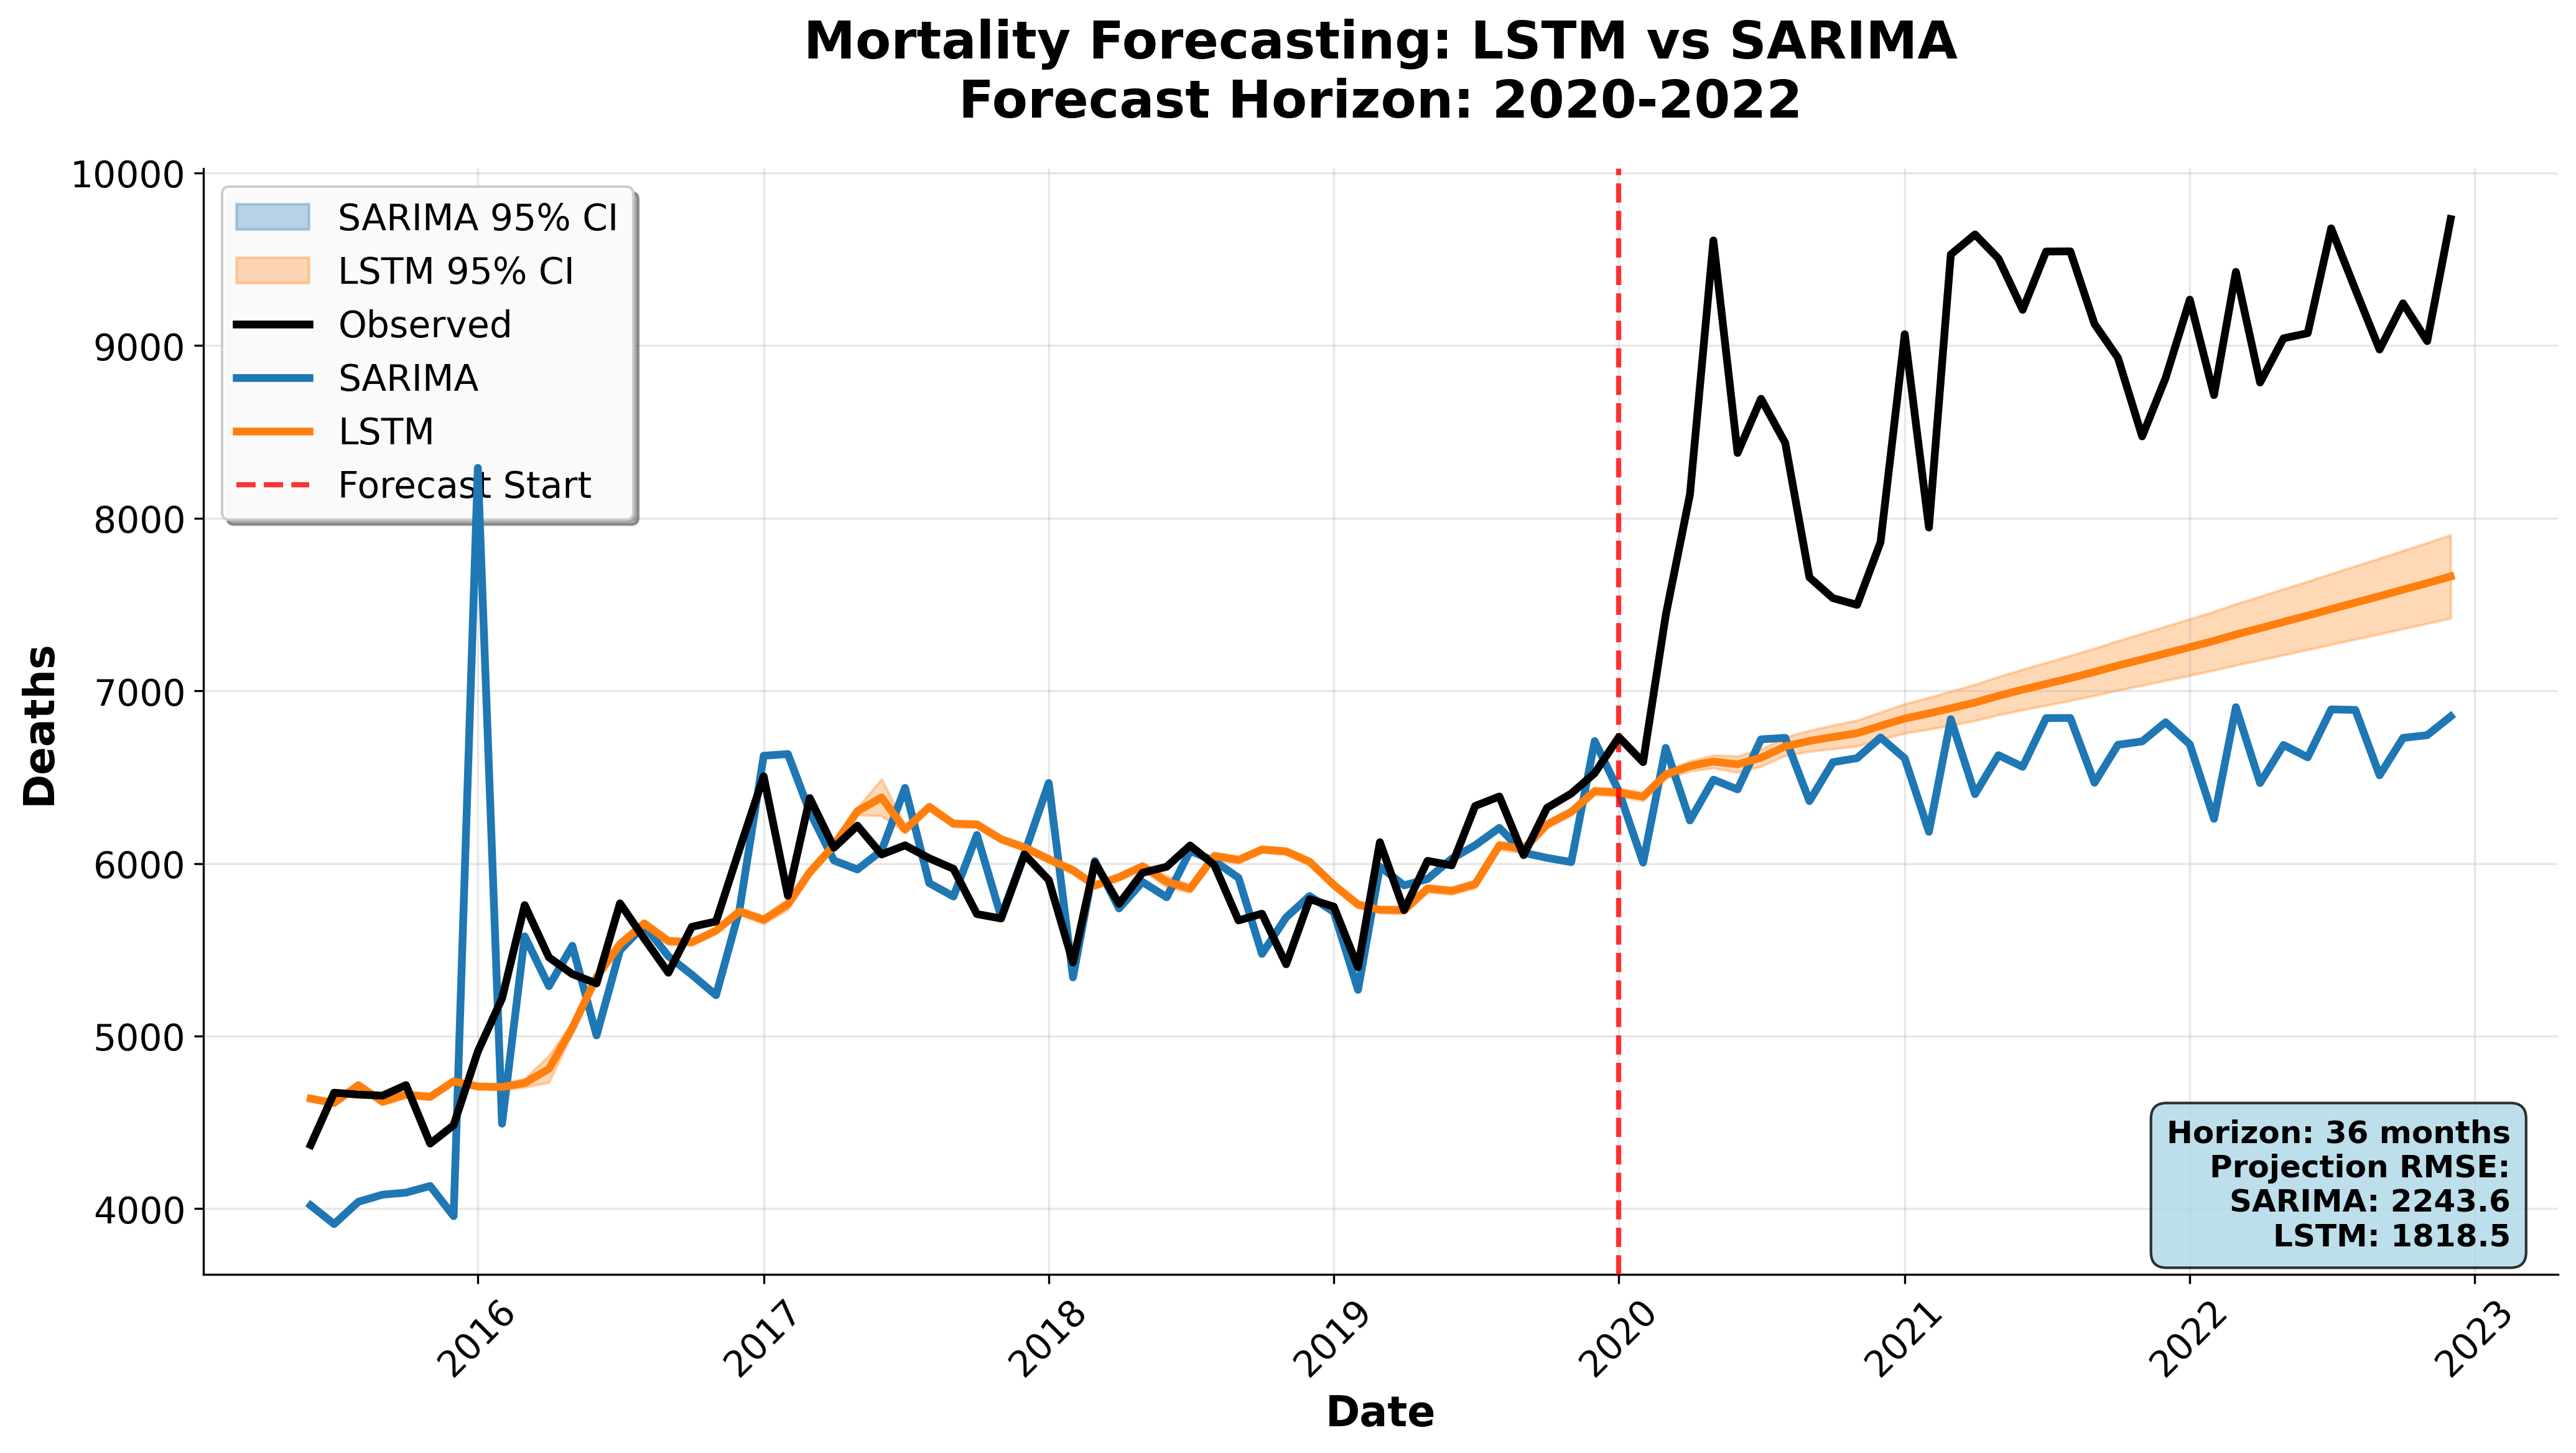 Mortality Forecasting: LSTM vs SARIMA
Forecast Horizon: 2020-2022
10000
9000
8000
7000
6000
5000
4000
Deaths
SARIMA 95% CI
LSTM 95% CI
Observed
SARIMA
LSTM
Forecast Start
Horizon: 36 months
Projection RMSE:
SARIMA: 2243.6
LSTM: 1818.5
2016
2017
2018
2019
2020
2021
2022
2023
Date